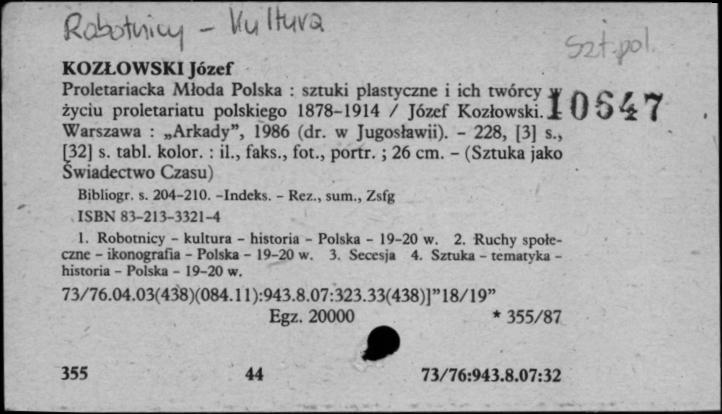 Robotnicy - Kultura
Szt. pol.
KOZŁOWSKI Józef
Proletariacka Młoda Polska : sztuki plastyczne i ich twórcy w
życiu proletariatu polskiego 1878-1914 / Józef Kozłowski.
10647
Warszawa : „Arkady”, 1986 (dr. w Jugosławii). - 228, [3] s.,
[32] s. tabl. kolor. : il., faks., fot., portr. ; 26 cm. - (Sztuka jako
Świadectwo Czasu)
Bibliogr. s. 204-210. -Indeks. - Rez., sum., Zsfg
ISBN 83-213-3321-4
1. Robotnicy - kultura - historia - Polska - 19-20 w. 2. Ruchy społe-
czne - ikonografia - Polska - 19-20 w. 3. Secesja 4. Sztuka - tematyka -
historia - Polska - 19-20 w.
73/76.04.03(438)(084.11):943.8.07:323.33(438)]”18/19”
Egz. 20000 * 355/87
355 44 73/76:943.8.07:32